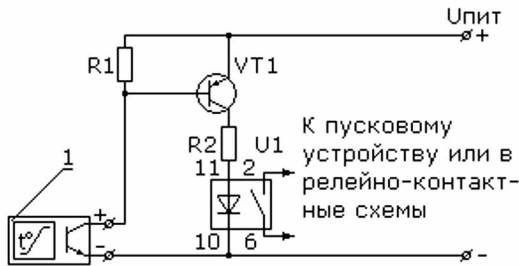 Uпит
+
R1
VT1
R2
U1
К пусковому
устройству или в
релейно-контакт-
ные схемы
11 2
1
+
t°
-
10 6
-